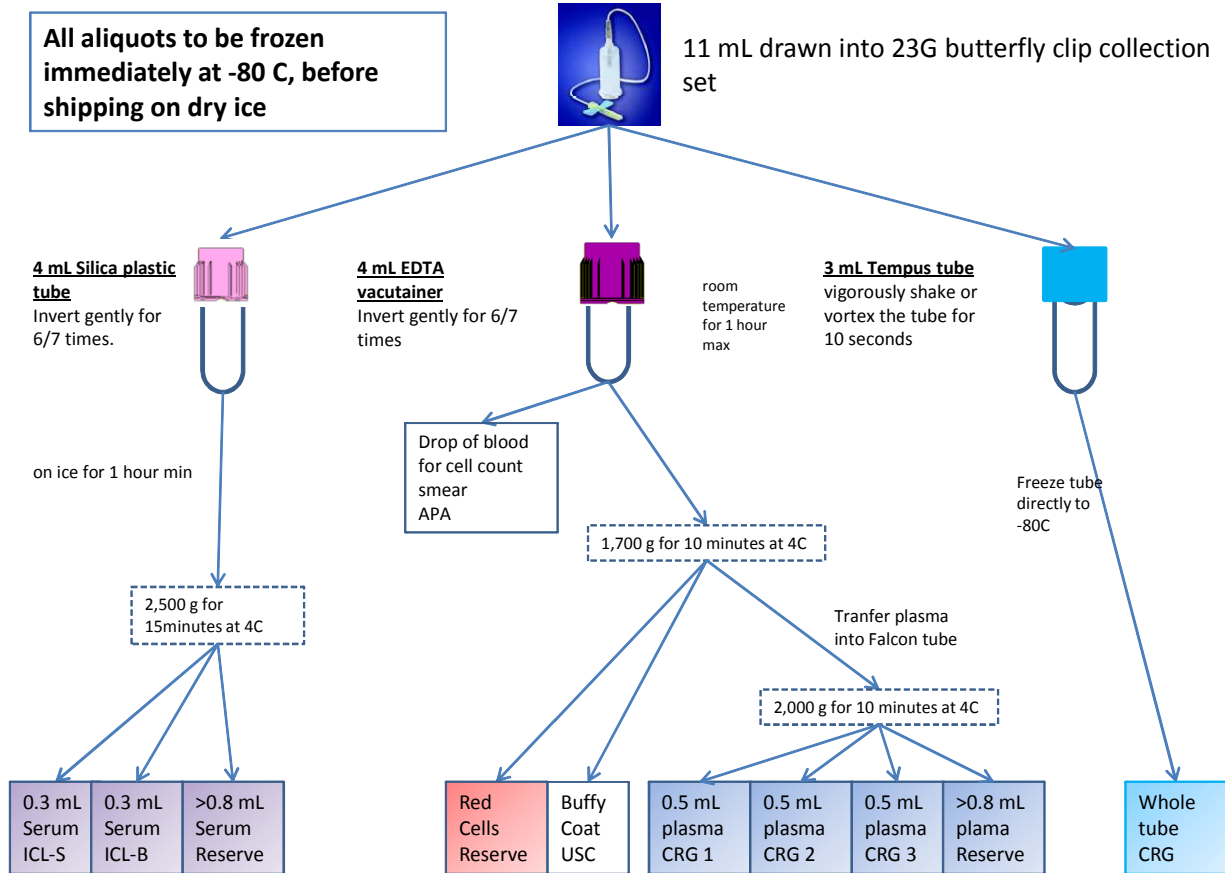 All aliquots to be frozen
immediately at -80 C, before
shipping on dry ice
11 mL drawn into 23G butterfly clip collection
set
4 mL Silica plastic
tube
Invert gently for
6/7 times.
4 mL EDTA
vacutainer
Invert gently for 6/7
times
room
temperature
for 1 hour
max
3 mL Tempus tube
vigorously shake or
vortex the tube for
10 seconds
on ice for 1 hour min
Drop of blood
for cell count
smear
APA
Freeze tube
directly to
-80C
1,700 g for 10 minutes at 4C
2,500 g for
15minutes at 4C
Tranfer plasma
into Falcon tube
2,000 g for 10 minutes at 4C
0.3 mL
Serum
ICL-S
0.3 mL
Serum
ICL-B
>0.8 mL
Serum
Reserve
Red
Cells
Reserve
Buffy
Coat
USC
0.5 mL
plasma
CRG 1
0.5 mL
plasma
CRG 2
0.5 mL
plasma
CRG 3
>0.8 mL
plama
Reserve
Whole
tube
CRG